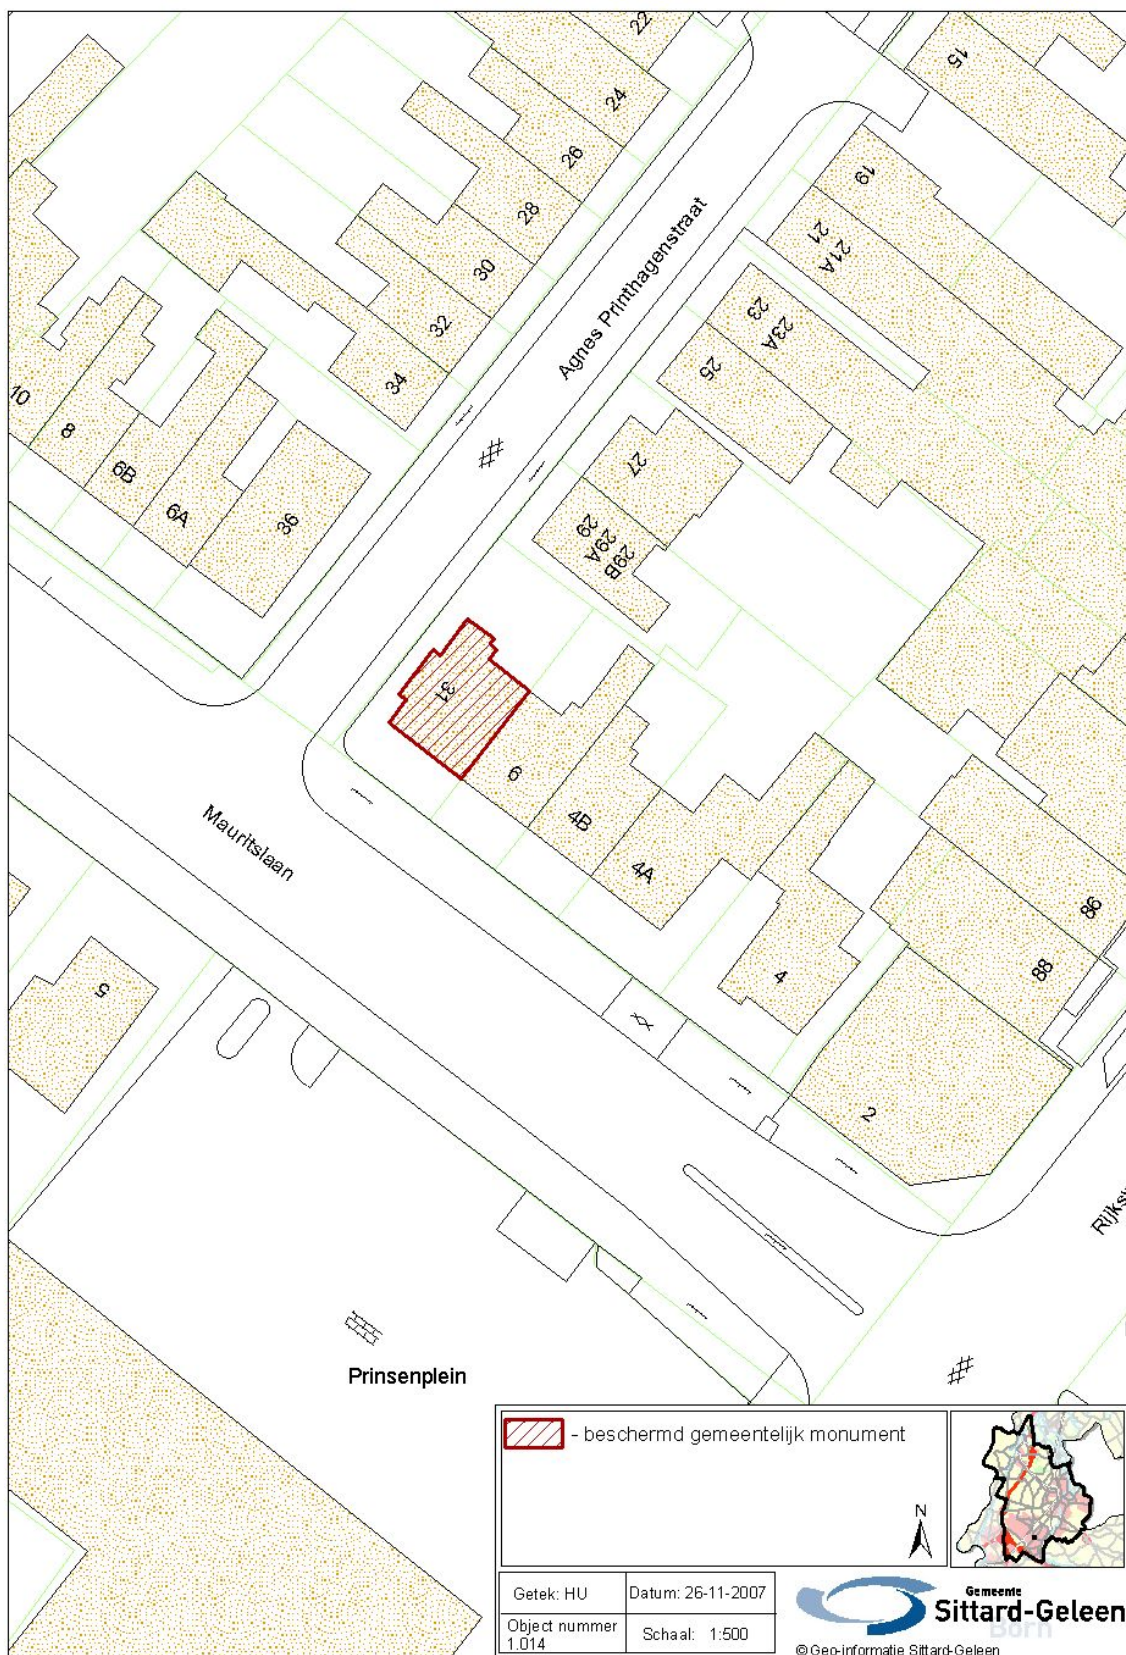 22
24
15
26
19
28
21
21A
Agnes Printhagenstraat
30
23
23A
32
25
34
10
8
6B
27
6A
36
29
29A
29B
31
6
4B
Mauritslaan
4A
86
88
4
5
2
Prinsenplein
- beschermd gemeentelijk monument
N
Getek: HU
Datum: 26-11-2007
Object nummer
1.014
Schaal: 1:500
Gemeente
Sittard-Geleen
Born
© Geo-informatie Sittard-Geleen